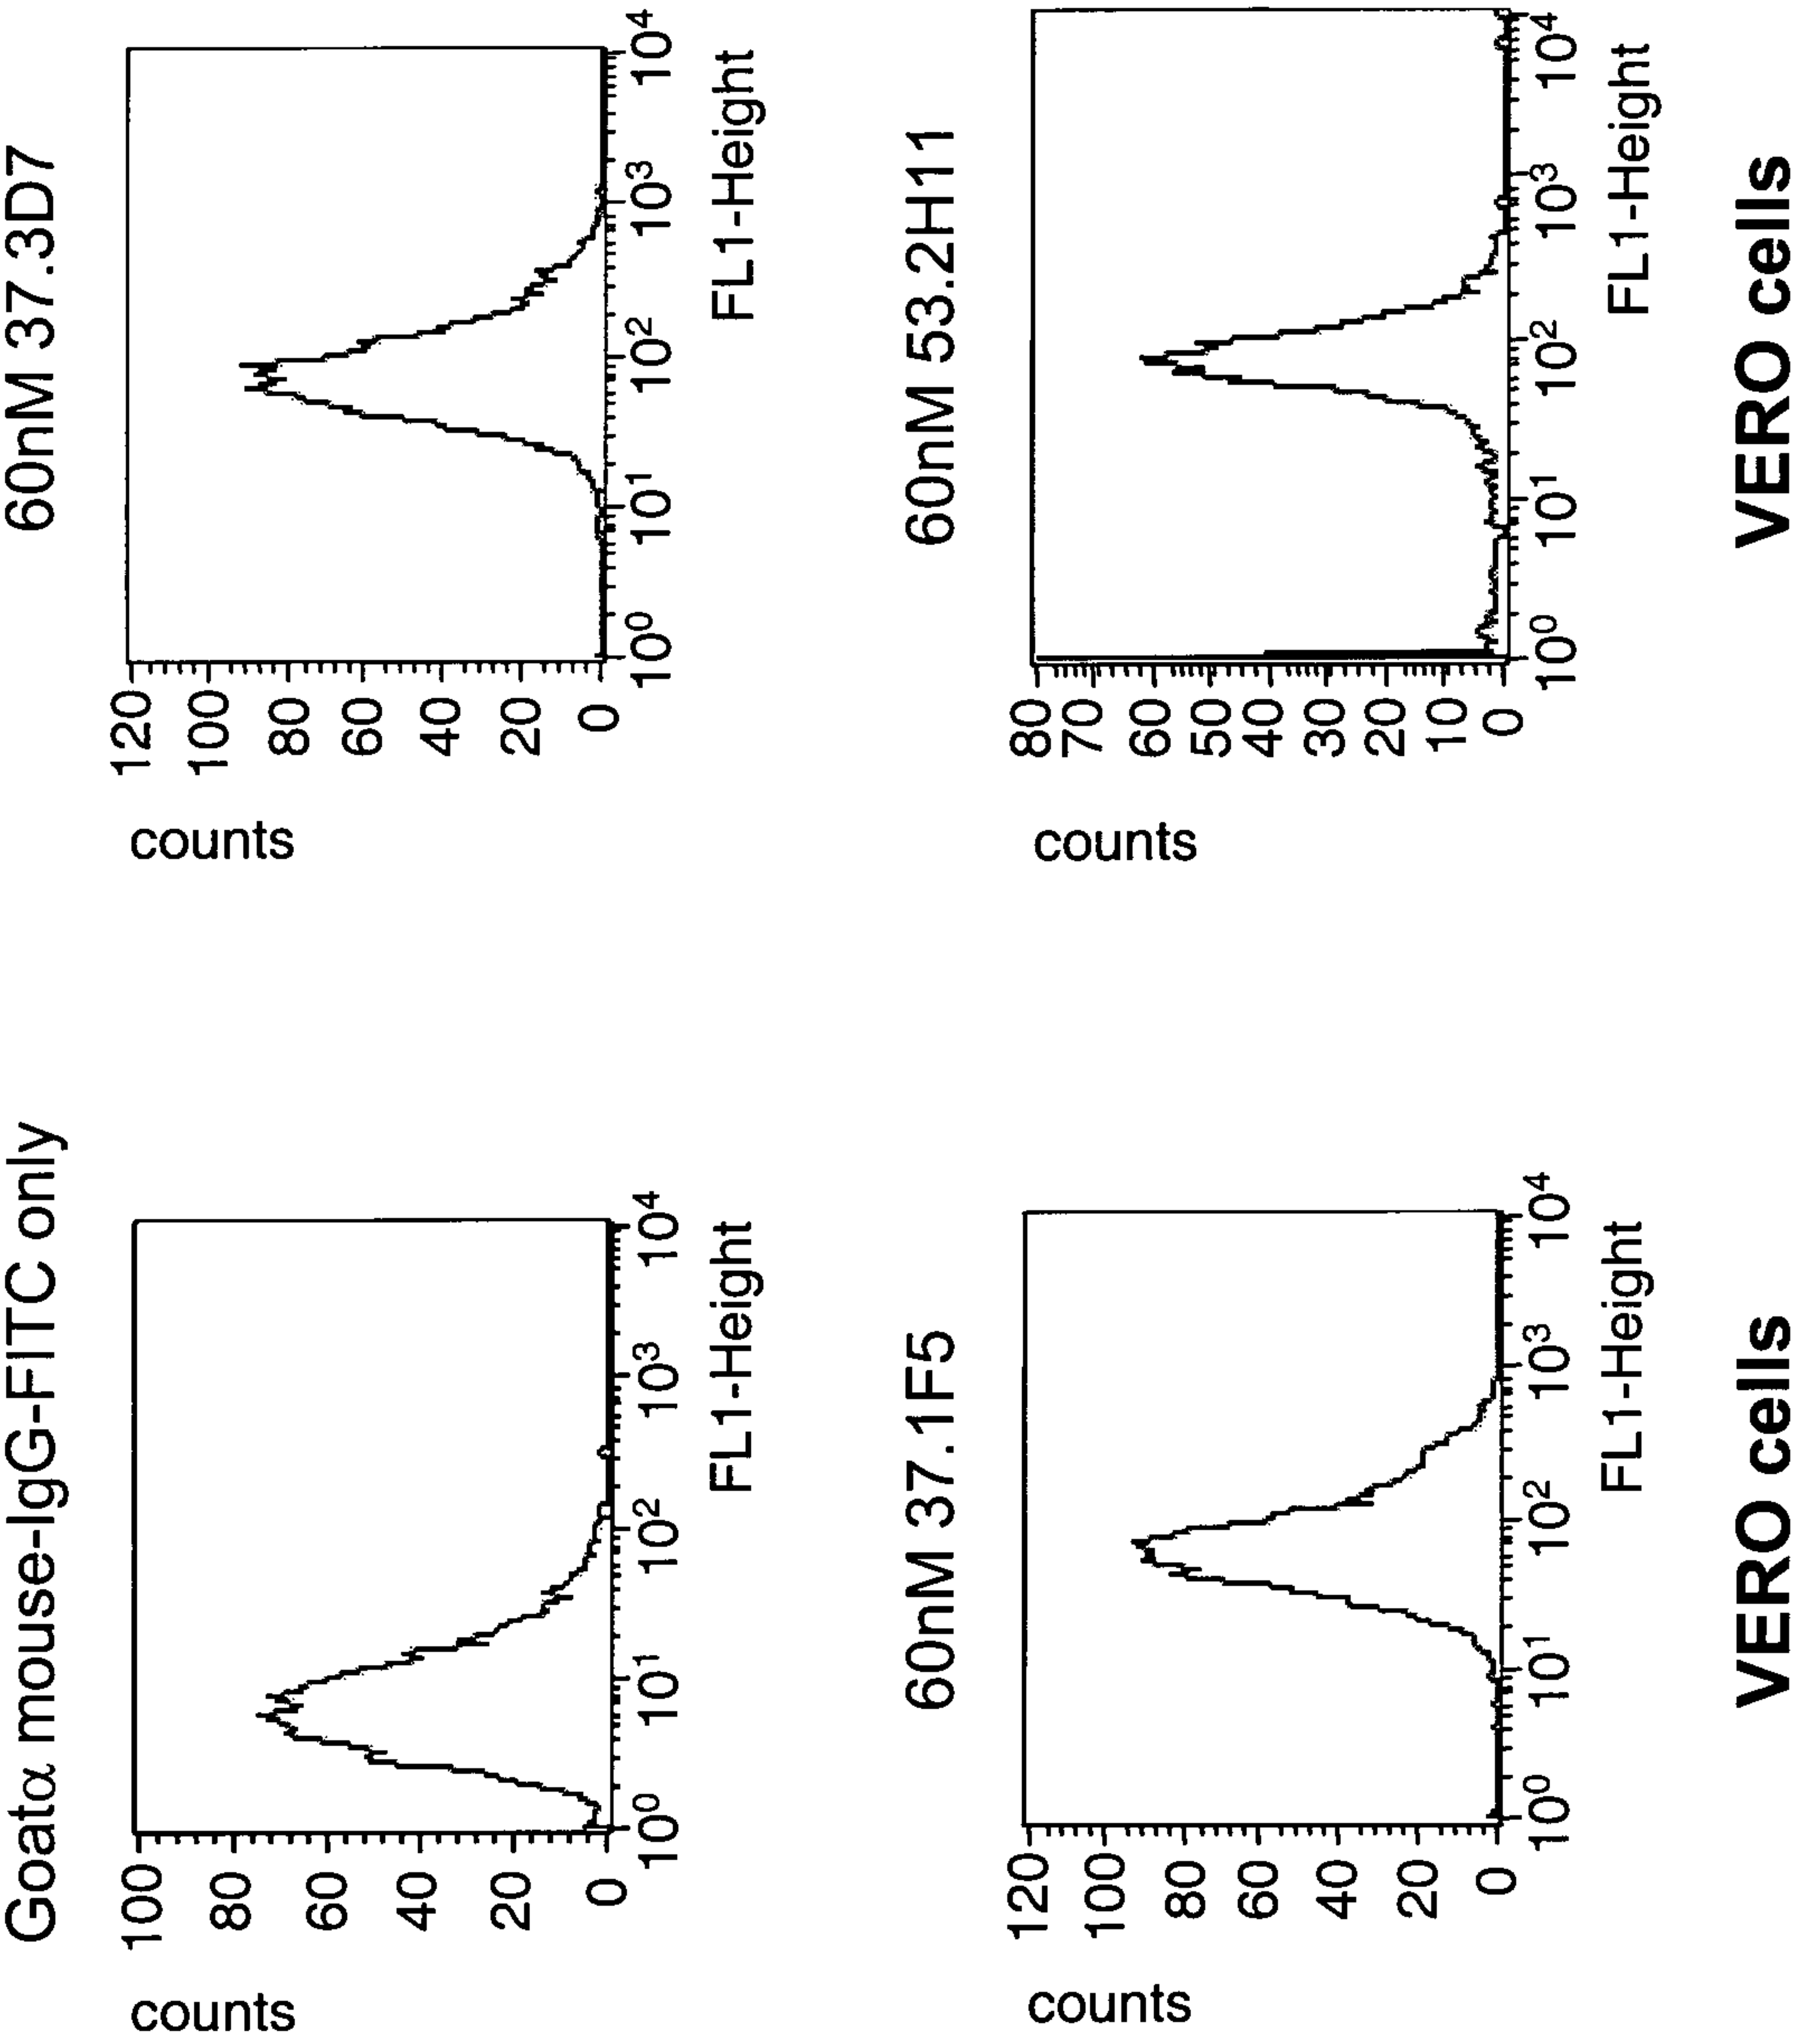 Goatα mouse-IgG-FITC only
counts
100
80
60
40
20
0
10⁰ 10¹ 10² 10³ 10⁴
FL1-Height
60nM 37.3D7
counts
120
100
80
60
40
20
0
10⁰ 10¹ 10² 10³ 10⁴
FL1-Height
60nM 37.1F5
counts
120
100
80
60
40
20
0
10⁰ 10¹ 10² 10³ 10⁴
FL1-Height
VERO cells
60nM 53.2H11
counts
80
70
60
50
40
30
20
10
0
10⁰ 10¹ 10² 10³ 10⁴
FL1-Height
VERO cells